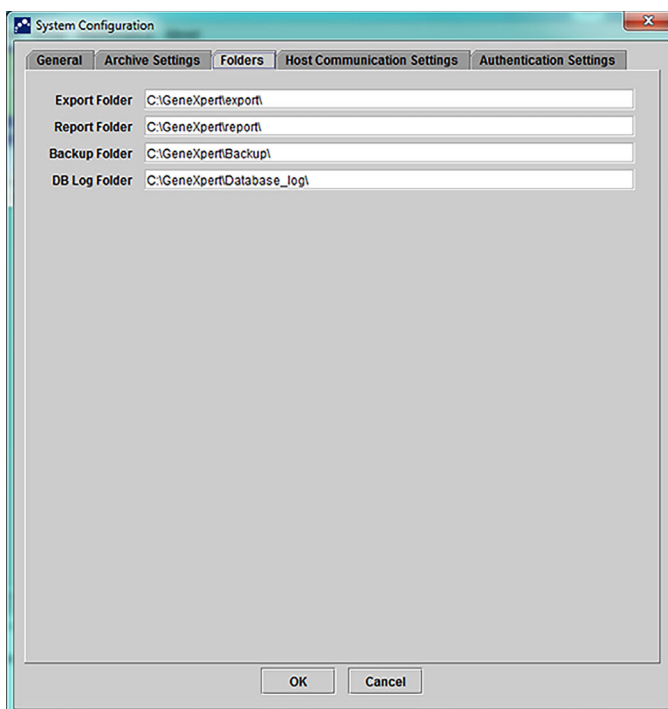 System Configuration
General Archive Settings Folders Host Communication Settings Authentication Settings
Export Folder C:\GeneXpert\export\
Report Folder C:\GeneXpert\report\
Backup Folder C:\GeneXpert\Backup\
DB Log Folder C:\GeneXpert\Database_log\
OK Cancel